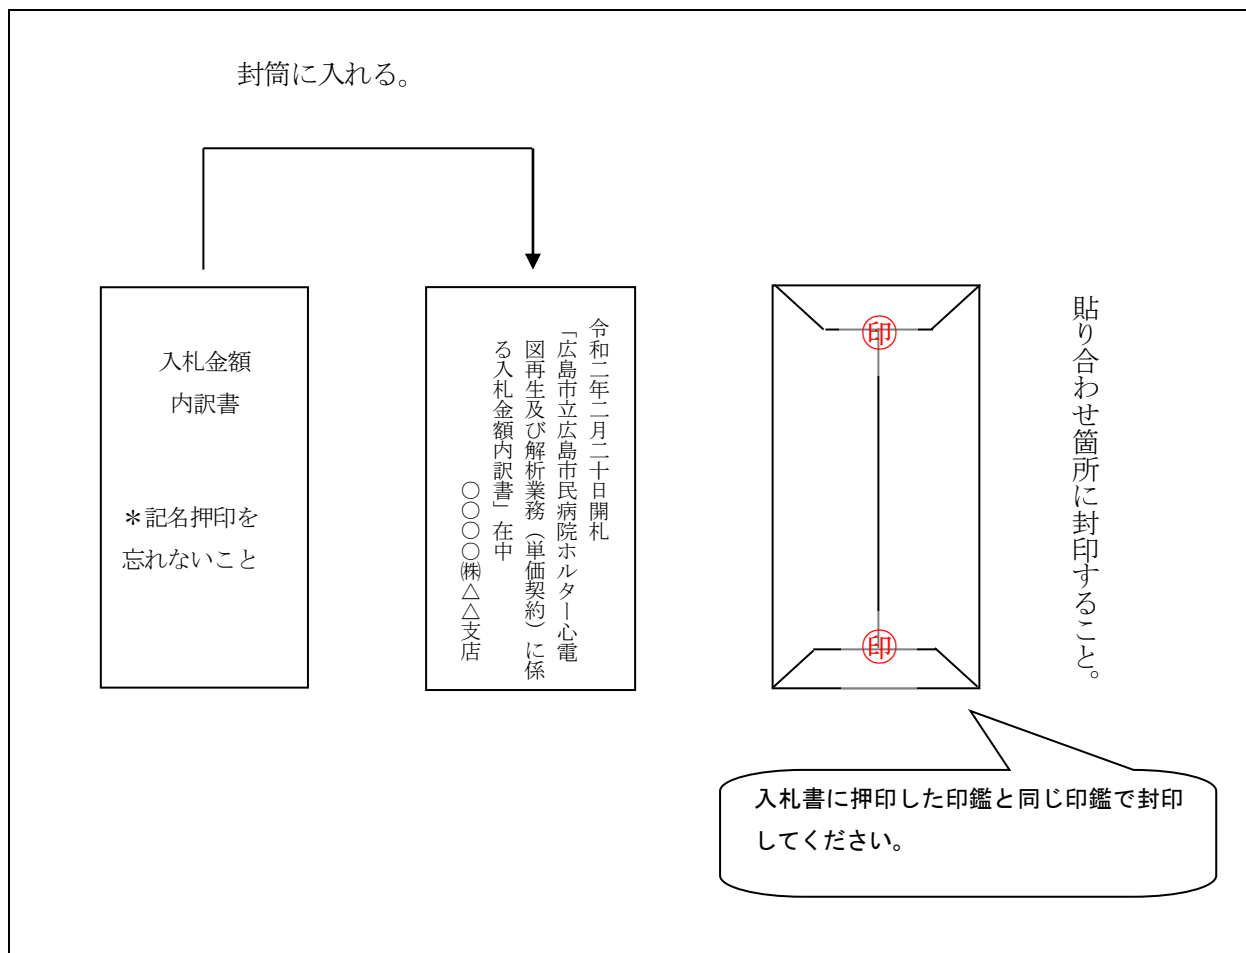 封筒に入れる。
入札金額
内訳書
＊記名押印を
忘れないこと
令和二年二月二十日開札
「広島市立広島市民病院ホルター心電
図再生及び解析業務（単価契約）に係
る入札金額内訳書」在中
○○○○㈱△△支店
印
印
貼り合わせ箇所に封印すること。
入札書に押印した印鑑と同じ印鑑で封印
してください。